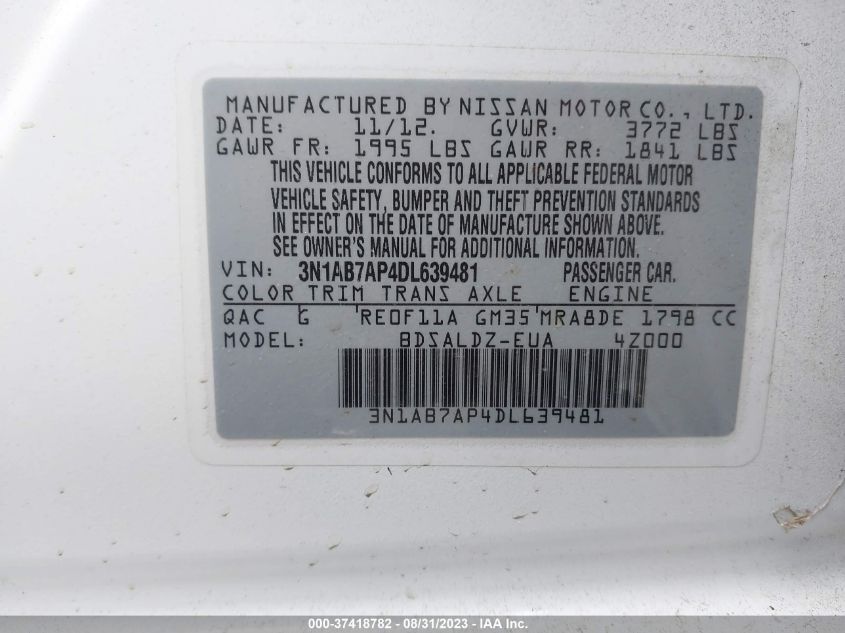 MANUFACTURED BY NISSAN MOTOR CO., LTD.
DATE: 11/12. GVWR: 3772 LBS
GAWR FR: 1995 LBS GAWR RR: 1841 LBS
THIS VEHICLE CONFORMS TO ALL APPLICABLE FEDERAL MOTOR
VEHICLE SAFETY, BUMPER AND THEFT PREVENTION STANDARDS
IN EFFECT ON THE DATE OF MANUFACTURE SHOWN ABOVE.
SEE OWNER'S MANUAL FOR ADDITIONAL INFORMATION.
VIN: 3N1AB7AP4DL639481 PASSENGER CAR.
COLOR TRIM TRANS AXLE ENGINE
QAC G 'RE0F11A GM35'MRA8DE 1798 CC
MODEL: BDSALDZ-EUA 4Z000
3N1AB7AP4DL639481
000-37418782 - 08/31/2023 - IAA Inc.